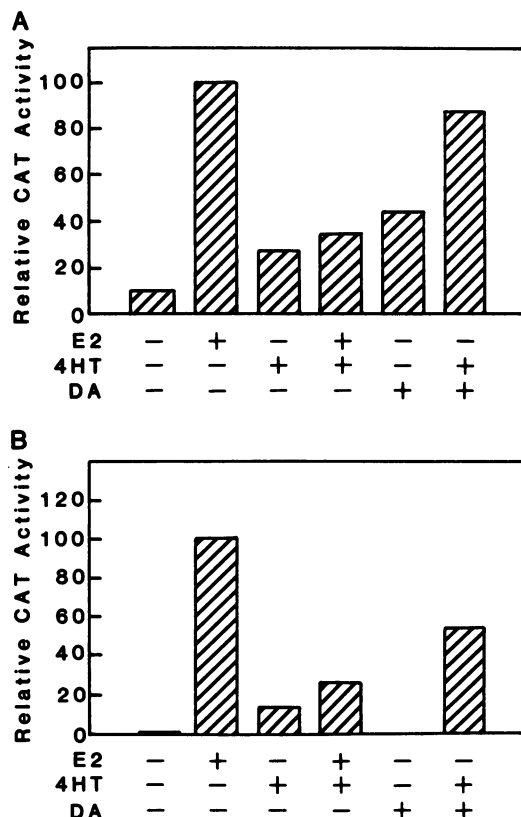 A
Relative CAT Activity
100
80
60
40
20
0
E2 − + − + − −
4HT − − + + − +
DA − − − − + +
B
Relative CAT Activity
120
100
80
60
40
20
0
E2 − + − + − −
4HT − − + + − +
DA − − − − + +